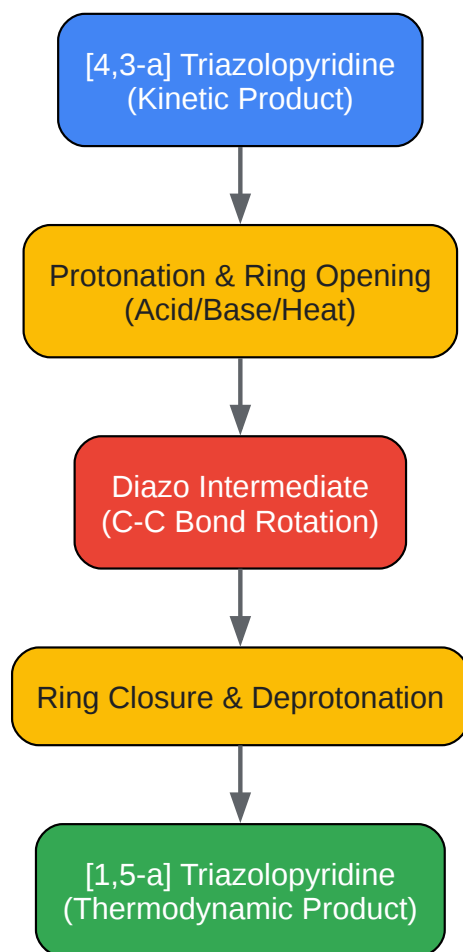 [4,3-a] Triazolopyridine
(Kinetic Product)
Protonation & Ring Opening
(Acid/Base/Heat)
Diazo Intermediate
(C-C Bond Rotation)
Ring Closure & Deprotonation
[1,5-a] Triazolopyridine
(Thermodynamic Product)